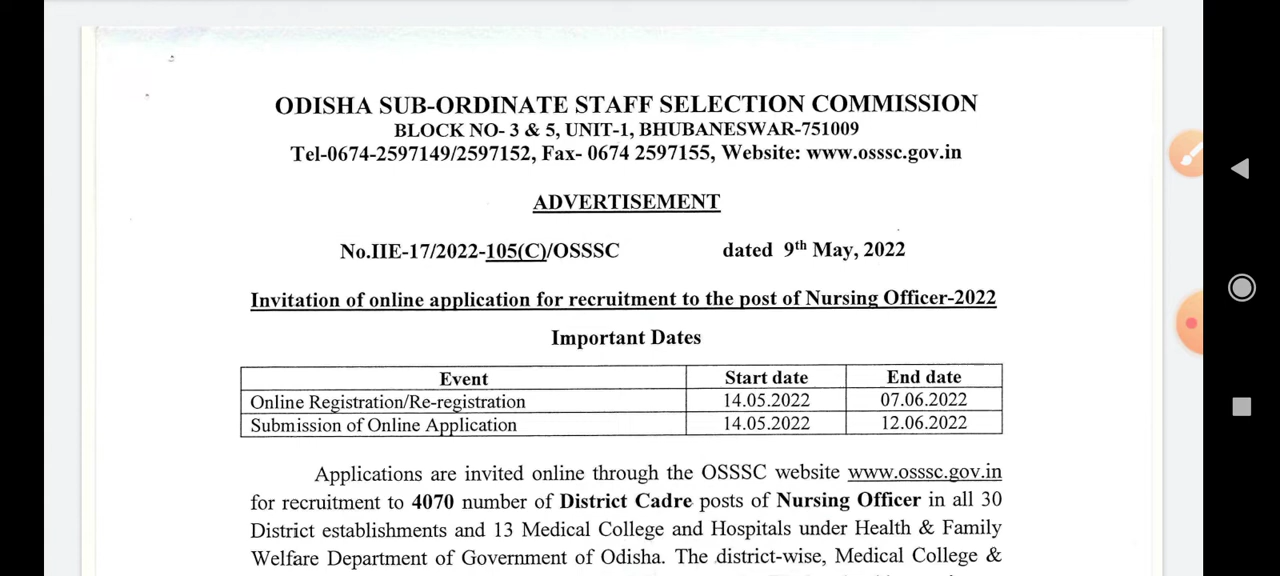 ODISHA SUB-ORDINATE STAFF SELECTION COMMISSION
BLOCK NO- 3 & 5, UNIT-1, BHUBANESWAR-751009
Tel-0674-2597149/2597152, Fax- 0674 2597155, Website: www.osssc.gov.in
ADVERTISEMENT
No.IIE-17/2022-105(C)/OSSSC dated 9th May, 2022
Invitation of online application for recruitment to the post of Nursing Officer-2022
Important Dates
Event Start date End date
Online Registration/Re-registration 14.05.2022 07.06.2022
Submission of Online Application 14.05.2022 12.06.2022
Applications are invited online through the OSSSC website www.osssc.gov.in
for recruitment to 4070 number of District Cadre posts of Nursing Officer in all 30
District establishments and 13 Medical College and Hospitals under Health & Family
Welfare Department of Government of Odisha. The district-wise, Medical College &